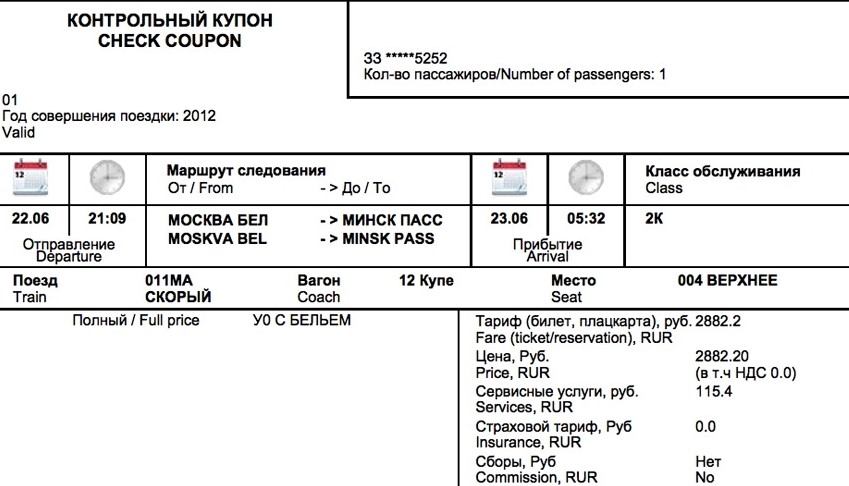 КОНТРОЛЬНЫЙ КУПОН
CHECK COUPON
ЗЗ *****5252
Кол-во пассажиров/Number of passengers: 1
01
Год совершения поездки: 2012
Valid
12
Маршрут следования
От / From - > До / To
12
Класс обслуживания
Class
22.06 21:09 МОСКВА БЕЛ - > МИНСК ПАСС 23.06 05:32 2К
MOSKVA BEL - > MINSK PASS
Отправление Прибытие
Departure Arrival
Поезд 011МА Вагон 12 Купе Место 004 ВЕРХНЕЕ
Train СКОРЫЙ Coach Seat
Полный / Full price У0 С БЕЛЬЕМ
Тариф (билет, плацкарта), руб. 2882.2
Fare (ticket/reservation), RUR
Цена, Руб. 2882.20
Price, RUR (в т.ч НДС 0.0)
Сервисные услуги, руб. 115.4
Services, RUR
Страховой тариф, Руб 0.0
Insurance, RUR
Сборы, Руб Нет
Commission, RUR No